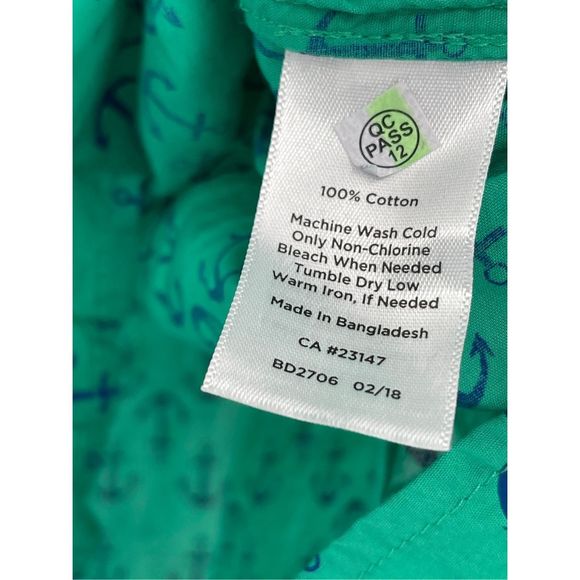 QC
PASS
12
100% Cotton
Machine Wash Cold
Only Non-Chlorine
Bleach When Needed
Tumble Dry Low
Warm Iron, If Needed
Made In Bangladesh
CA #23147
BD2706 02/18